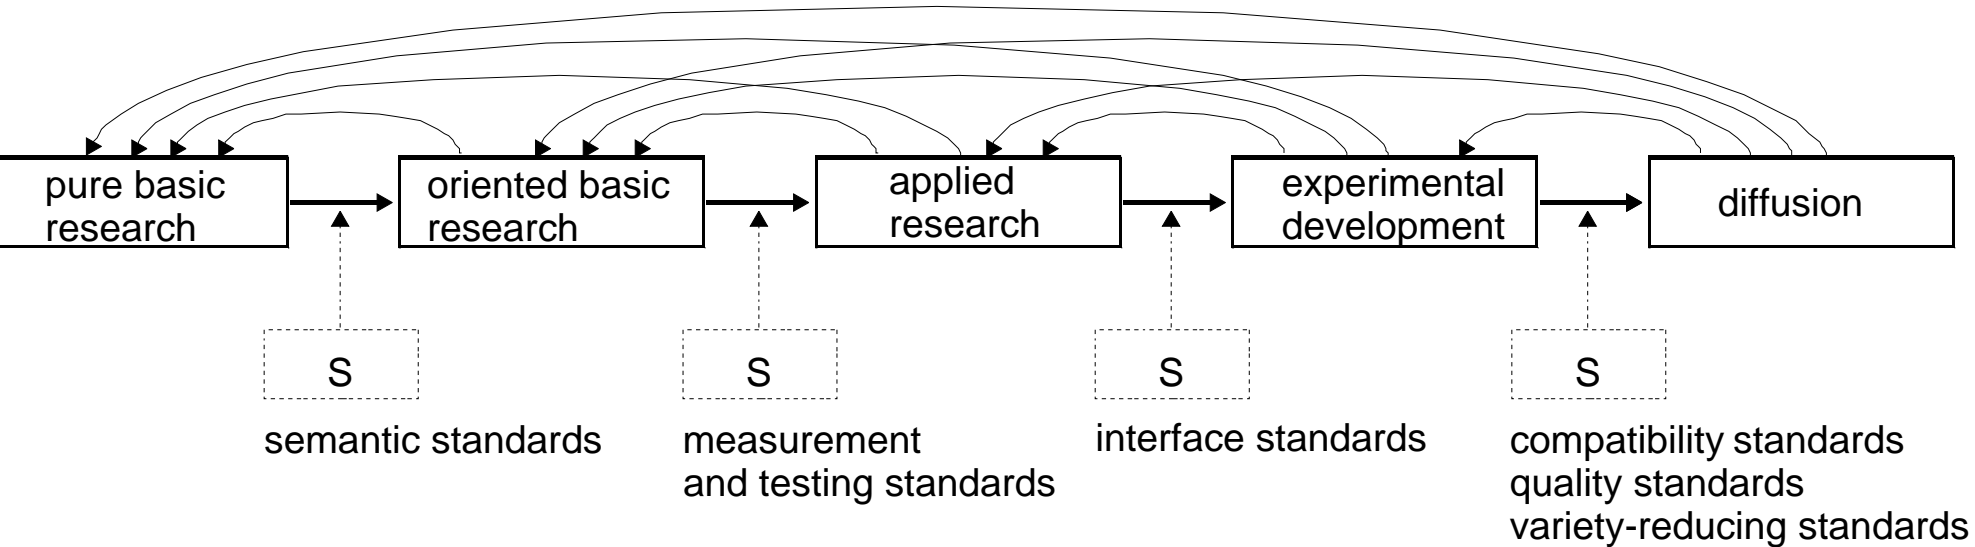 pure basic
research
oriented basic
research
applied
research
experimental
development
diffusion
S
S
S
S
semantic standards
measurement
and testing standards
interface standards
compatibility standards
quality standards
variety-reducing standards